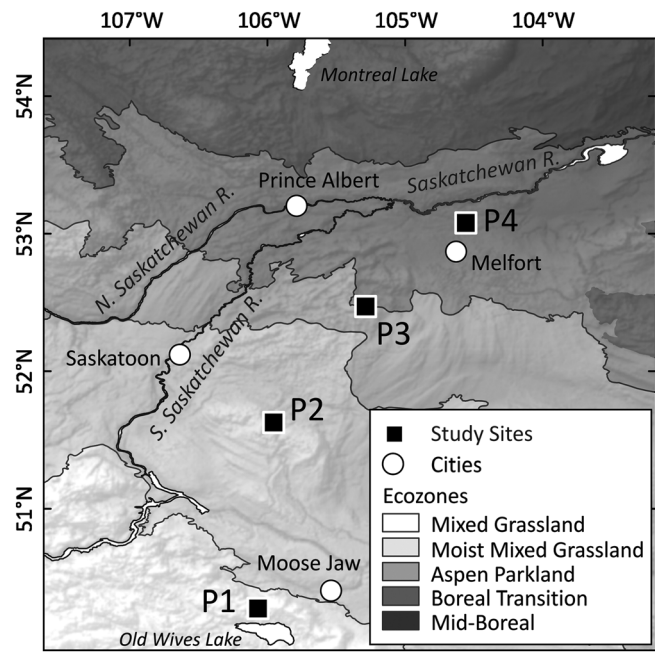 107°W 106°W 105°W 104°W
54°N
Montreal Lake
Prince Albert
Saskatchewan R.
N. Saskatchewan R.
53°N
P4
Melfort
P3
S. Saskatchewan R.
Saskatoon
52°N
P2
Study Sites
Cities
Ecozones
Mixed Grassland
Moist Mixed Grassland
Aspen Parkland
Boreal Transition
Mid-Boreal
51°N
Moose Jaw
P1
Old Wives Lake